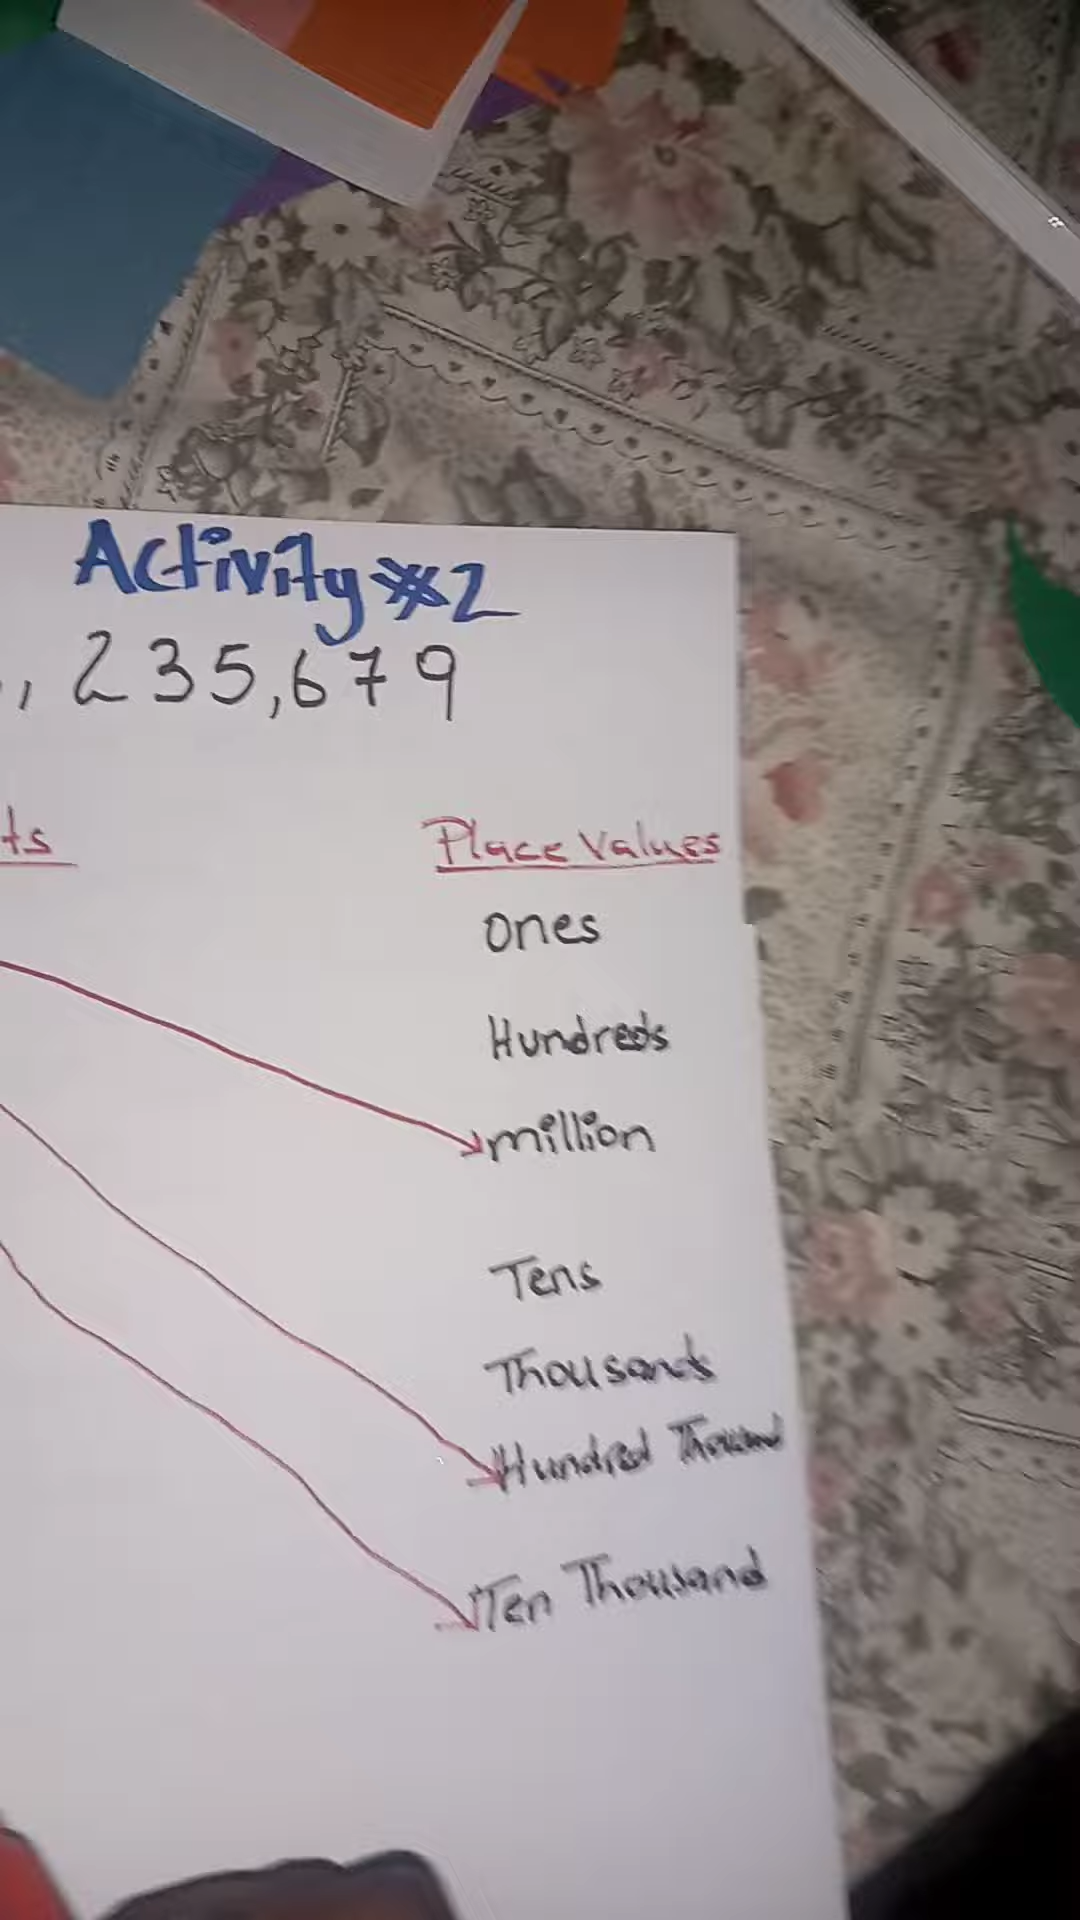 Activity #2
, 235,679
ts
Place Values
ones
Hundreds
million
Tens
Thousands
Hundred Thousand
Ten Thousand